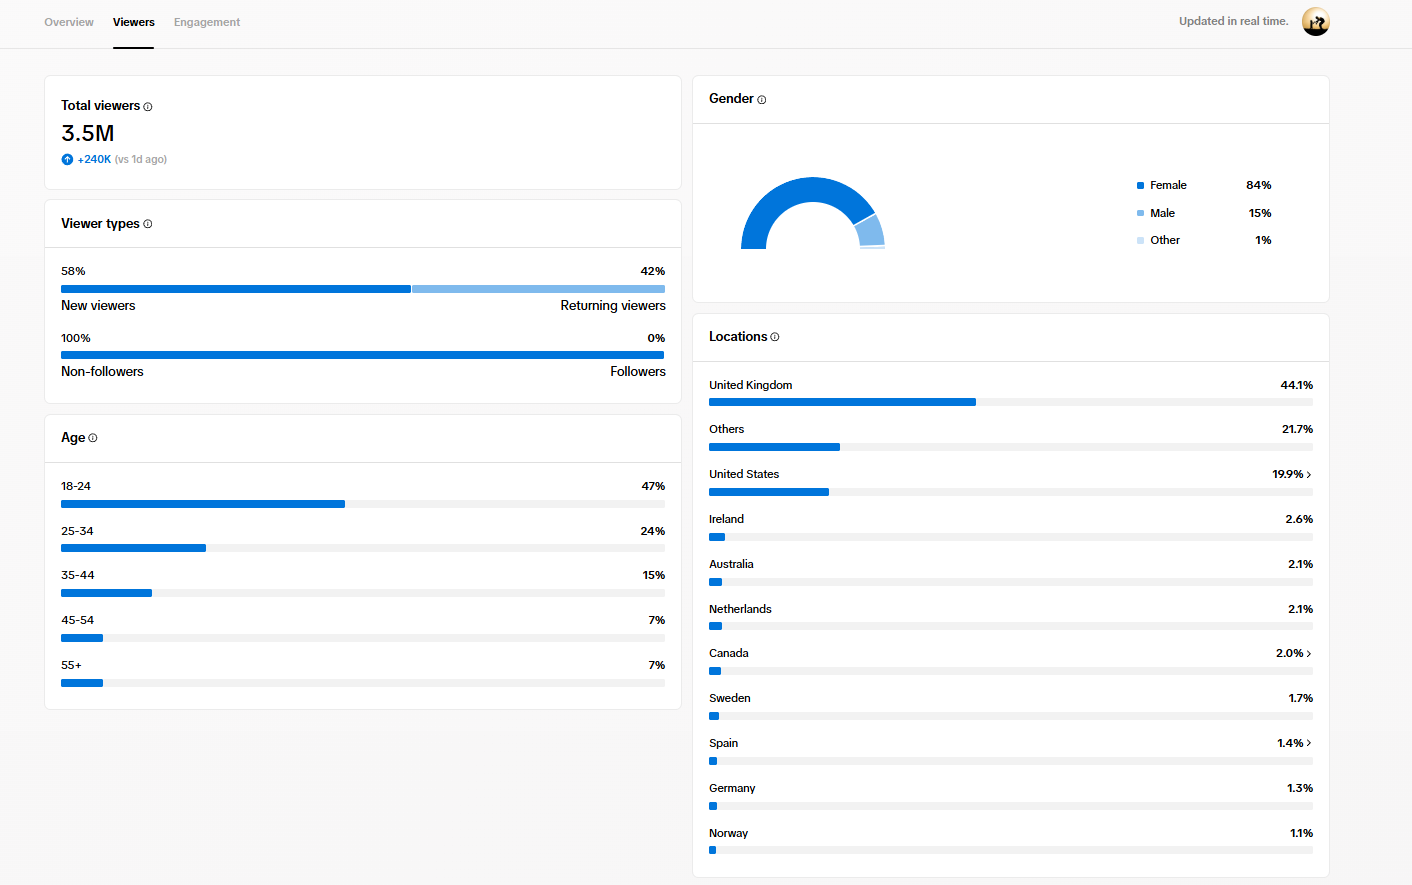 Overview Viewers Engagement
Updated in real time.
Total viewers
3.5M
+240K (vs 1d ago)
Viewer types
58% 42%
New viewers Returning viewers
100% 0%
Non-followers Followers
Age
18-24 47%
25-34 24%
35-44 15%
45-54 7%
55+ 7%
Gender
Female 84%
Male 15%
Other 1%
Locations
United Kingdom 44.1%
Others 21.7%
United States 19.9% >
Ireland 2.6%
Australia 2.1%
Netherlands 2.1%
Canada 2.0% >
Sweden 1.7%
Spain 1.4% >
Germany 1.3%
Norway 1.1%